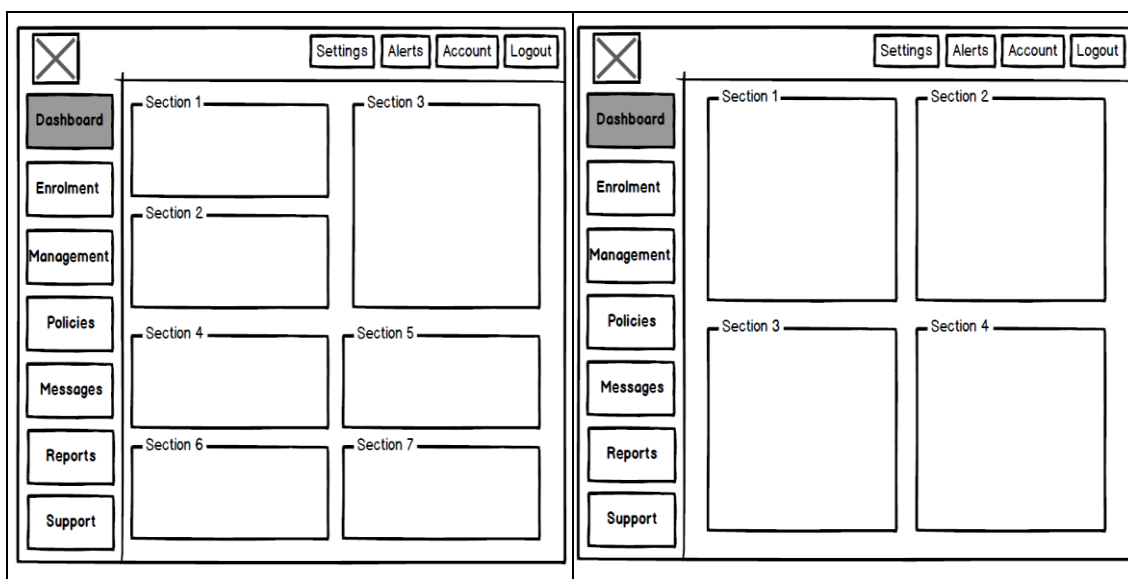 Settings Alerts Account Logout
Dashboard
Enrolment
Management
Policies
Messages
Reports
Support
Section 1 Section 3
Section 2
Section 4 Section 5
Section 6 Section 7
Settings Alerts Account Logout
Dashboard
Enrolment
Management
Policies
Messages
Reports
Support
Section 1 Section 2
Section 3 Section 4